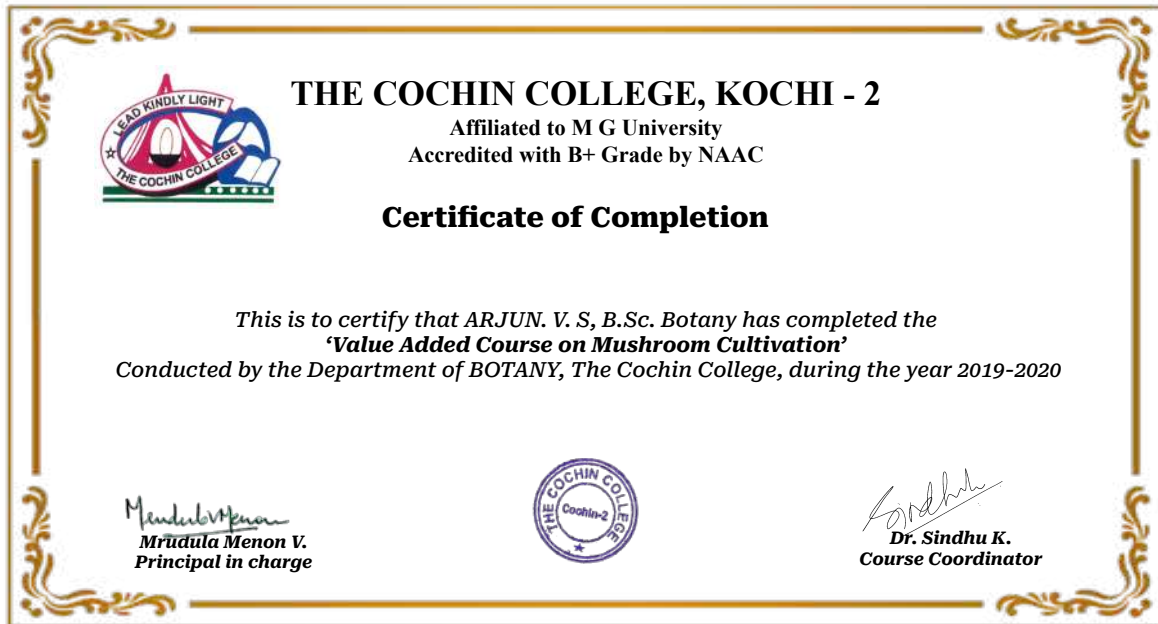 LEAD KINDLY LIGHT
THE COCHIN COLLEGE
THE COCHIN COLLEGE, KOCHI - 2
Affiliated to M G University
Accredited with B+ Grade by NAAC
Certificate of Completion
This is to certify that ARJUN. V. S, B.Sc. Botany has completed the
‘Value Added Course on Mushroom Cultivation’
Conducted by the Department of BOTANY, The Cochin College, during the year 2019-2020
THE COCHIN COLLEGE
Cochin-2
Mrudula Menon V.
Principal in charge
Sindhu
Dr. Sindhu K.
Course Coordinator